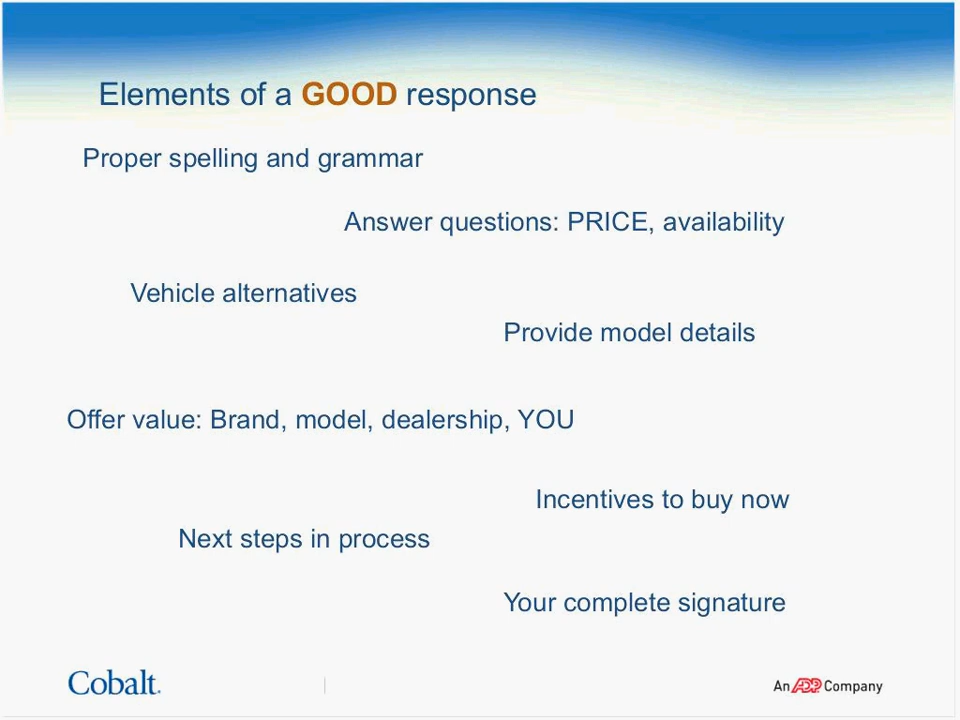 Elements of a GOOD response
Proper spelling and grammar
Answer questions: PRICE, availability
Vehicle alternatives
Provide model details
Offer value: Brand, model, dealership, YOU
Incentives to buy now
Next steps in process
Your complete signature
Cobalt.
An ADP Company